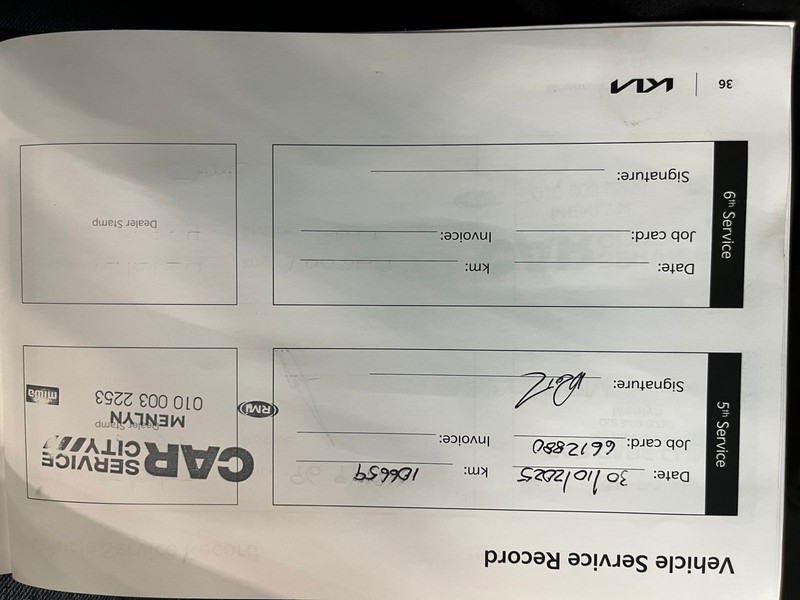 Vehicle Service Record
5th Service
Date: 30/10/2025 km: 106659
Job card: 6612880 Invoice:
Signature:
CAR SERVICE CITY
Dealer Stamp
MENLYN
010 003 2253
RMI
miwa
6th Service
Date: km:
Job card: Invoice:
Signature:
Dealer Stamp
KIA
36